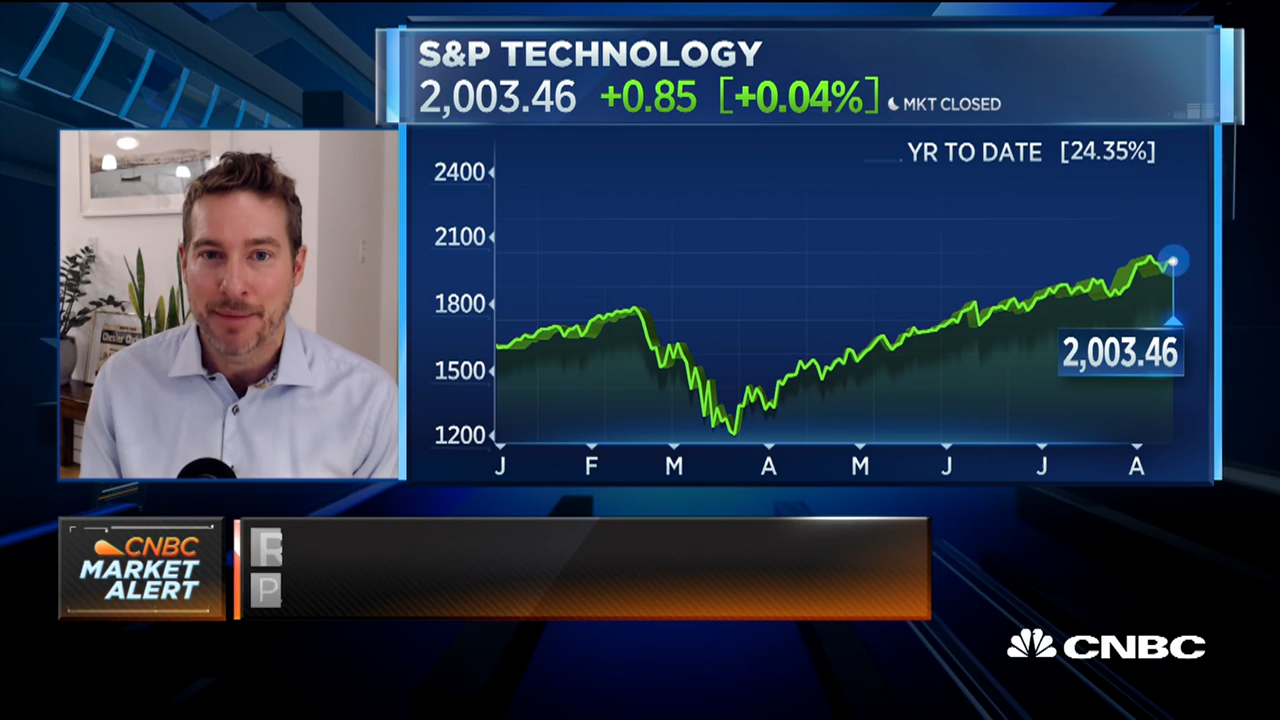 S&P TECHNOLOGY
2,003.46 +0.85 [+0.04%] MKT CLOSED
YR TO DATE [24.35%]
2400
2100
1800
1500
1200
2,003.46
J F M A M J J A
CNBC
MARKET
ALERT
R
P
CNBC